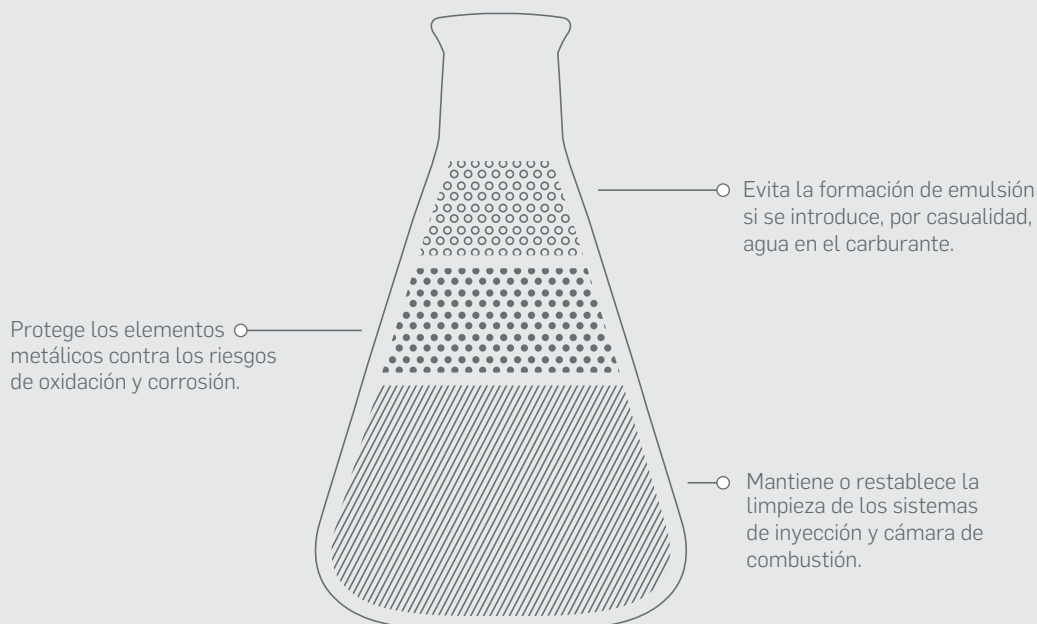 Evita la formación de emulsión
si se introduce, por casualidad,
agua en el carburante.
Protege los elementos
metálicos contra los riesgos
de oxidación y corrosión.
Mantiene o restablece la
limpieza de los sistemas
de inyección y cámara de
combustión.